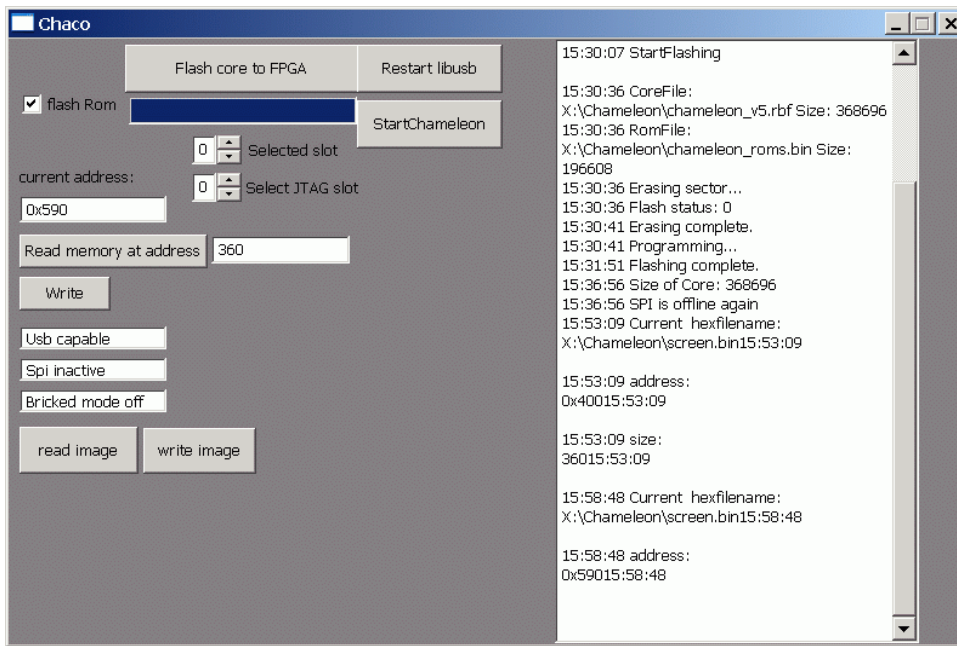 Chaco
Flash core to FPGA
Restart libusb
flash Rom
StartChameleon
0 Selected slot
current address:
0 Select JTAG slot
0x590
Read memory at address 360
Write
Usb capable
Spi inactive
Bricked mode off
read image write image
15:30:07 StartFlashing
15:30:36 CoreFile:
X:\Chameleon\chameleon_v5.rbf Size: 368696
15:30:36 RomFile:
X:\Chameleon\chameleon_roms.bin Size:
196608
15:30:36 Erasing sector...
15:30:36 Flash status: 0
15:30:41 Erasing complete.
15:30:41 Programming...
15:31:51 Flashing complete.
15:36:56 Size of Core: 368696
15:36:56 SPI is offline again
15:53:09 Current  hexfilename:
X:\Chameleon\screen.bin15:53:09
15:53:09 address:
0x40015:53:09
15:53:09 size:
36015:53:09
15:58:48 Current  hexfilename:
X:\Chameleon\screen.bin15:58:48
15:58:48 address:
0x59015:58:48